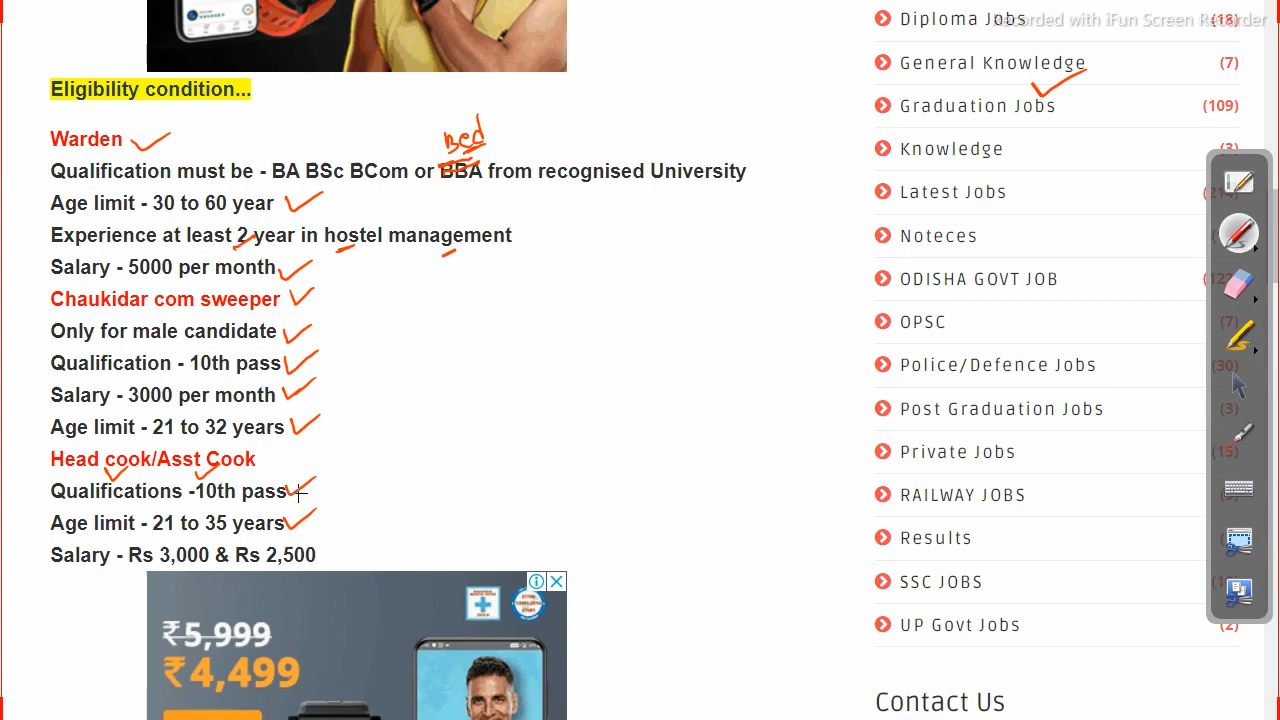 Recorded with iFun Screen Recorder
Eligibility condition...
Warden
Bed
Qualification must be - BA BSc BCom or BBA from recognised University
Age limit - 30 to 60 year
Experience at least 2 year in hostel management
Salary - 5000 per month
Chaukidar com sweeper
Only for male candidate
Qualification - 10th pass
Salary - 3000 per month
Age limit - 21 to 32 years
Head cook/Asst Cook
Qualifications -10th pass
Age limit - 21 to 35 years
Salary - Rs 3,000 & Rs 2,500
₹5,999
₹4,499
Diploma Jobs (18)
General Knowledge (7)
Graduation Jobs (109)
Knowledge (3)
Latest Jobs
Noteces
ODISHA GOVT JOB
OPSC (7)
Police/Defence Jobs (30)
Post Graduation Jobs (3)
Private Jobs (15)
RAILWAY JOBS
Results
SSC JOBS
UP Govt Jobs (2)
Contact Us